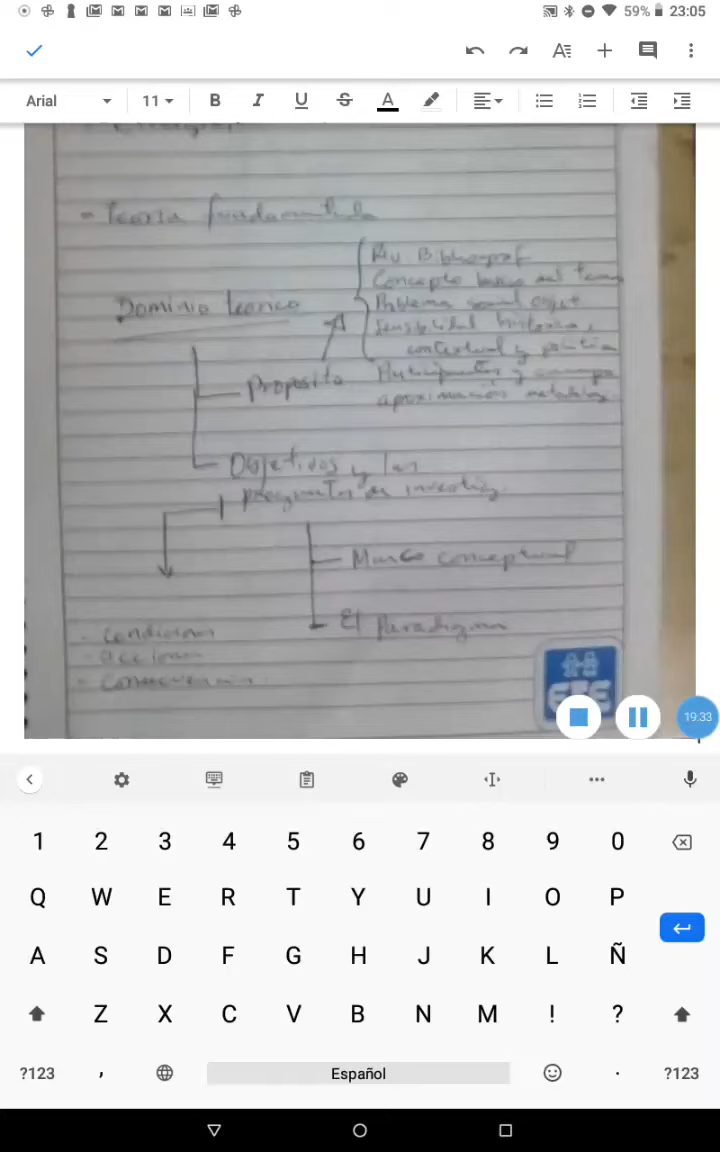 59% 23:05
Arial 11 B I U S A
- Teoría fundamentada
Rev. Bibliográf
Concepto básico del tema
Dominio teórico
Problema social objet
Sensibilidad histórica,
contextual y política
Propósito
Participantes y
aproximación metodológ
Objetivos y las
preguntas de investig.
Marco conceptual
El Paradigma
- Condiciones
- acciones
- Consecuencias
ETE
19:33
1 2 3 4 5 6 7 8 9 0
Q W E R T Y U I O P
A S D F G H J K L Ñ
Z X C V B N M ! ?
?123 , Español . ?123